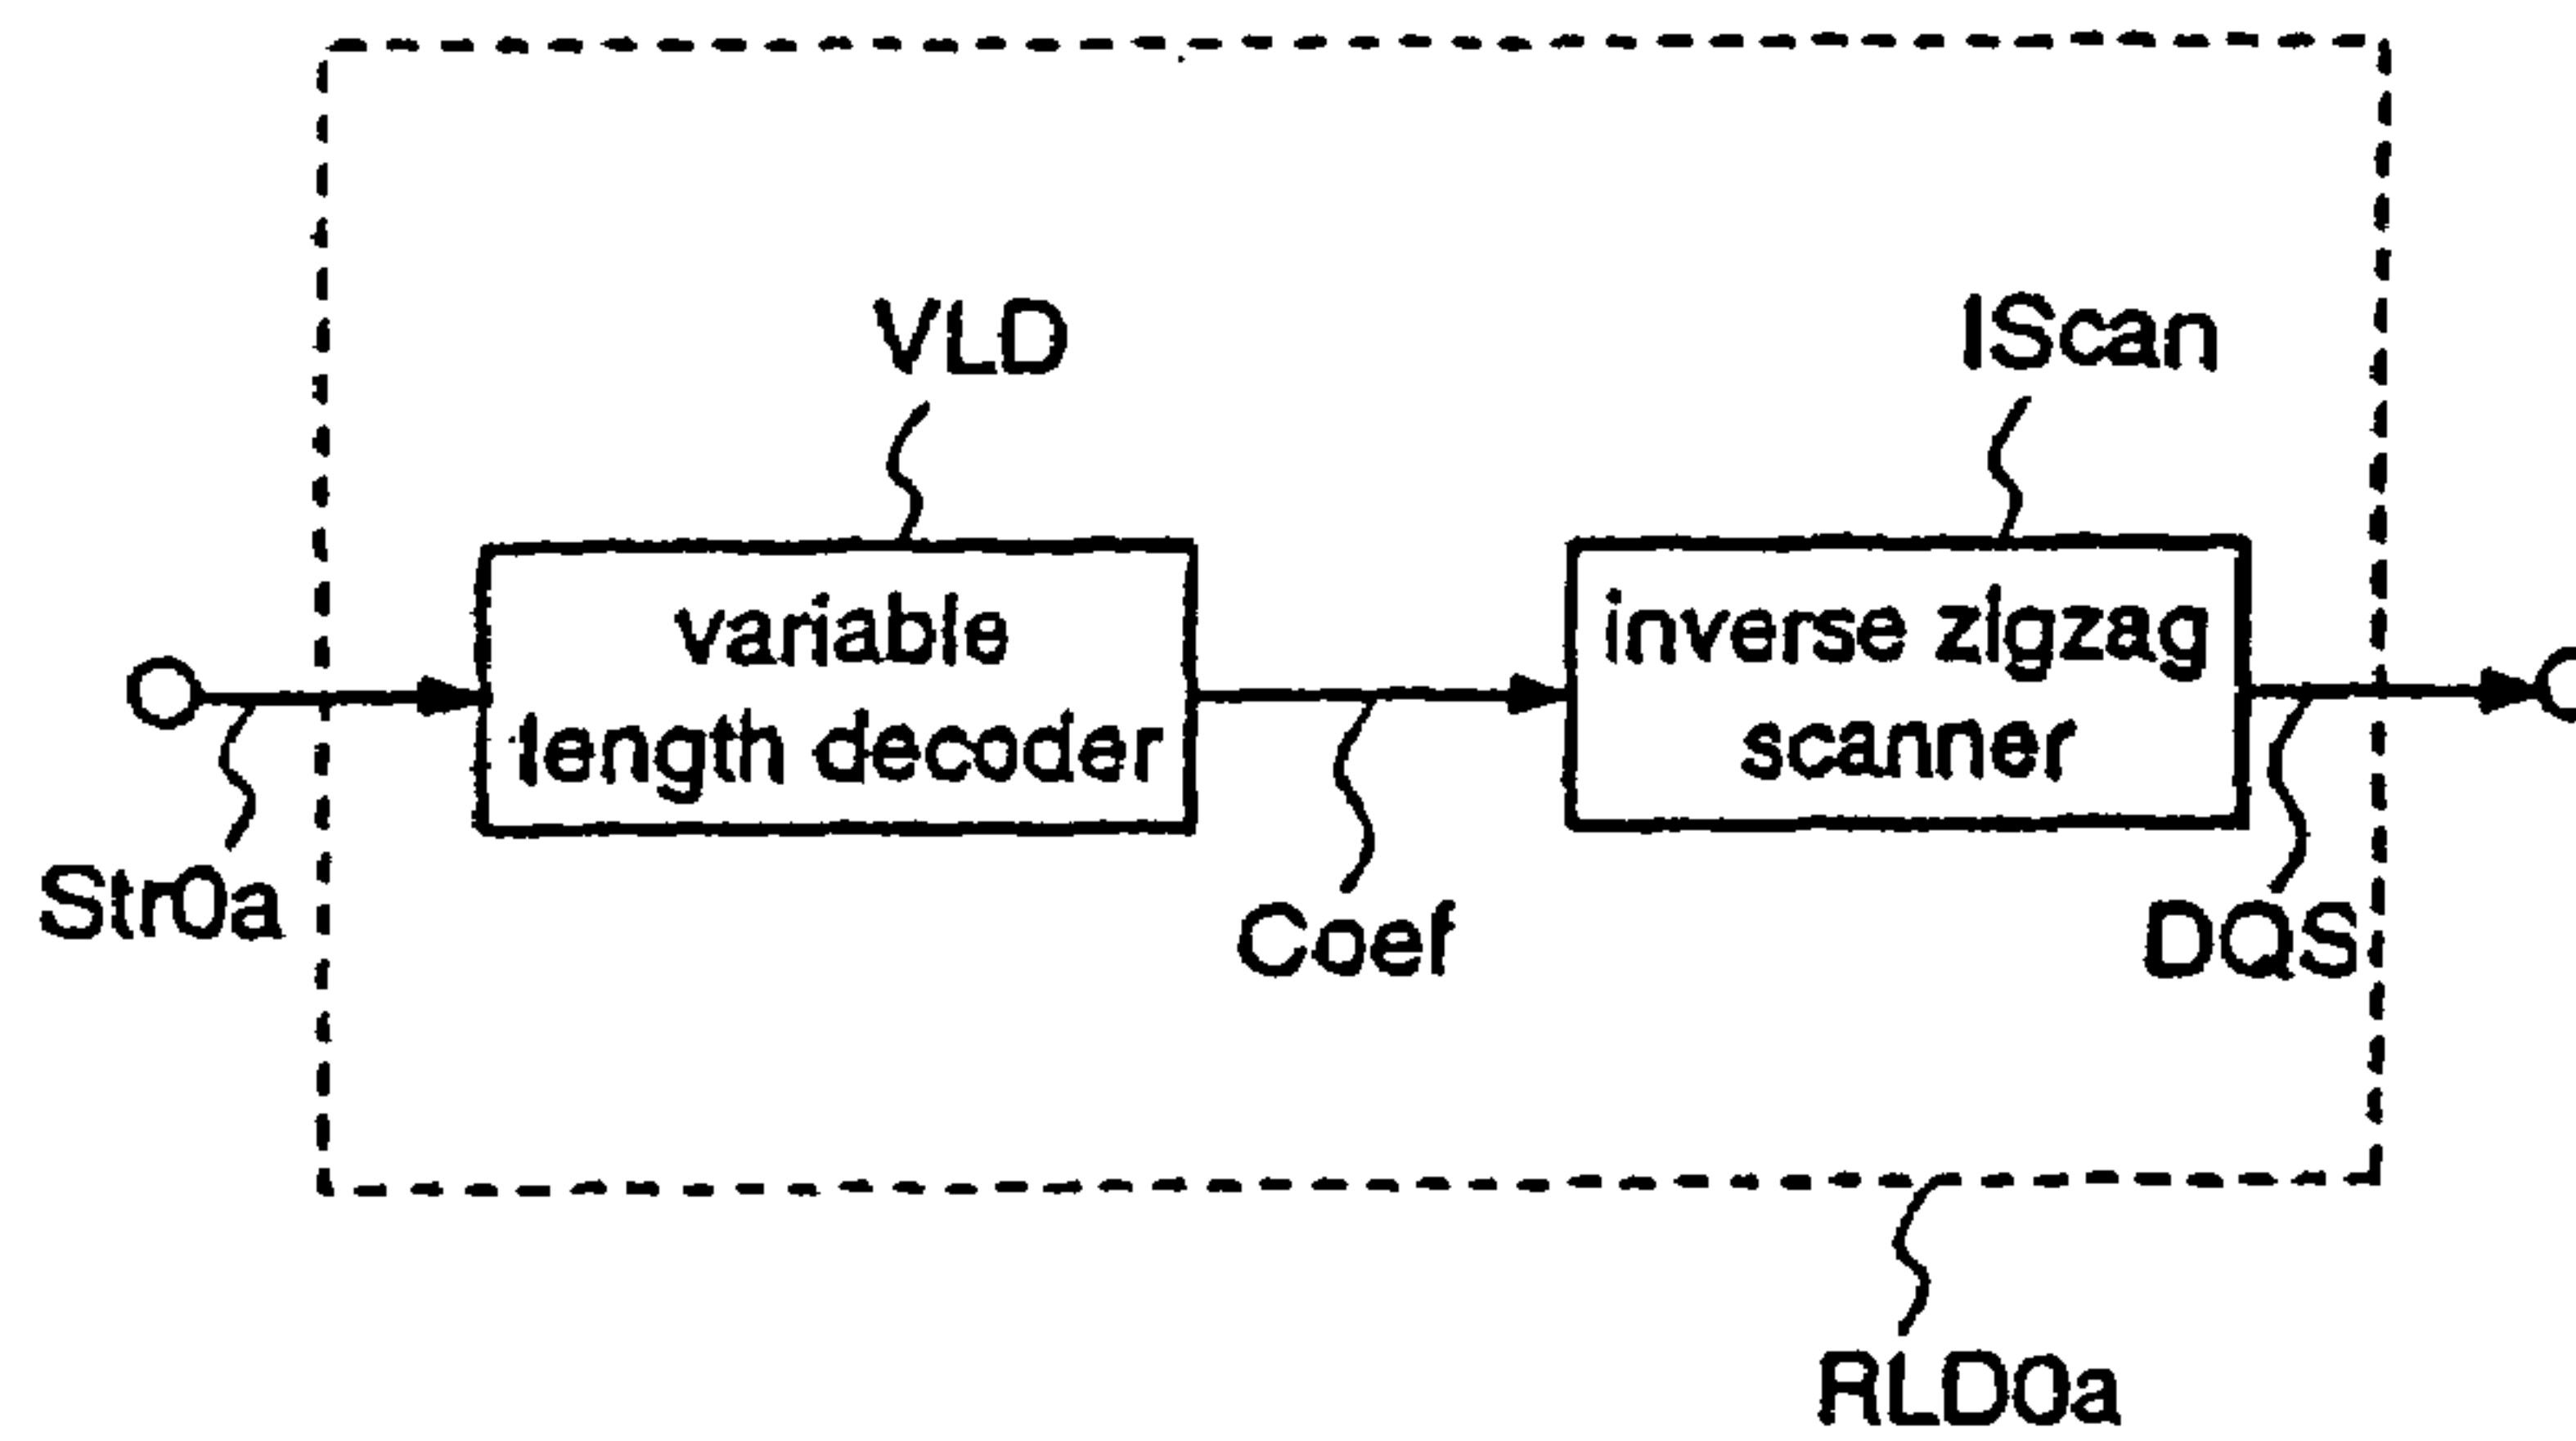 VLD
IScan
variable
length decoder
inverse zigzag
scanner
Str0a
Coef
DQS
RLD0a